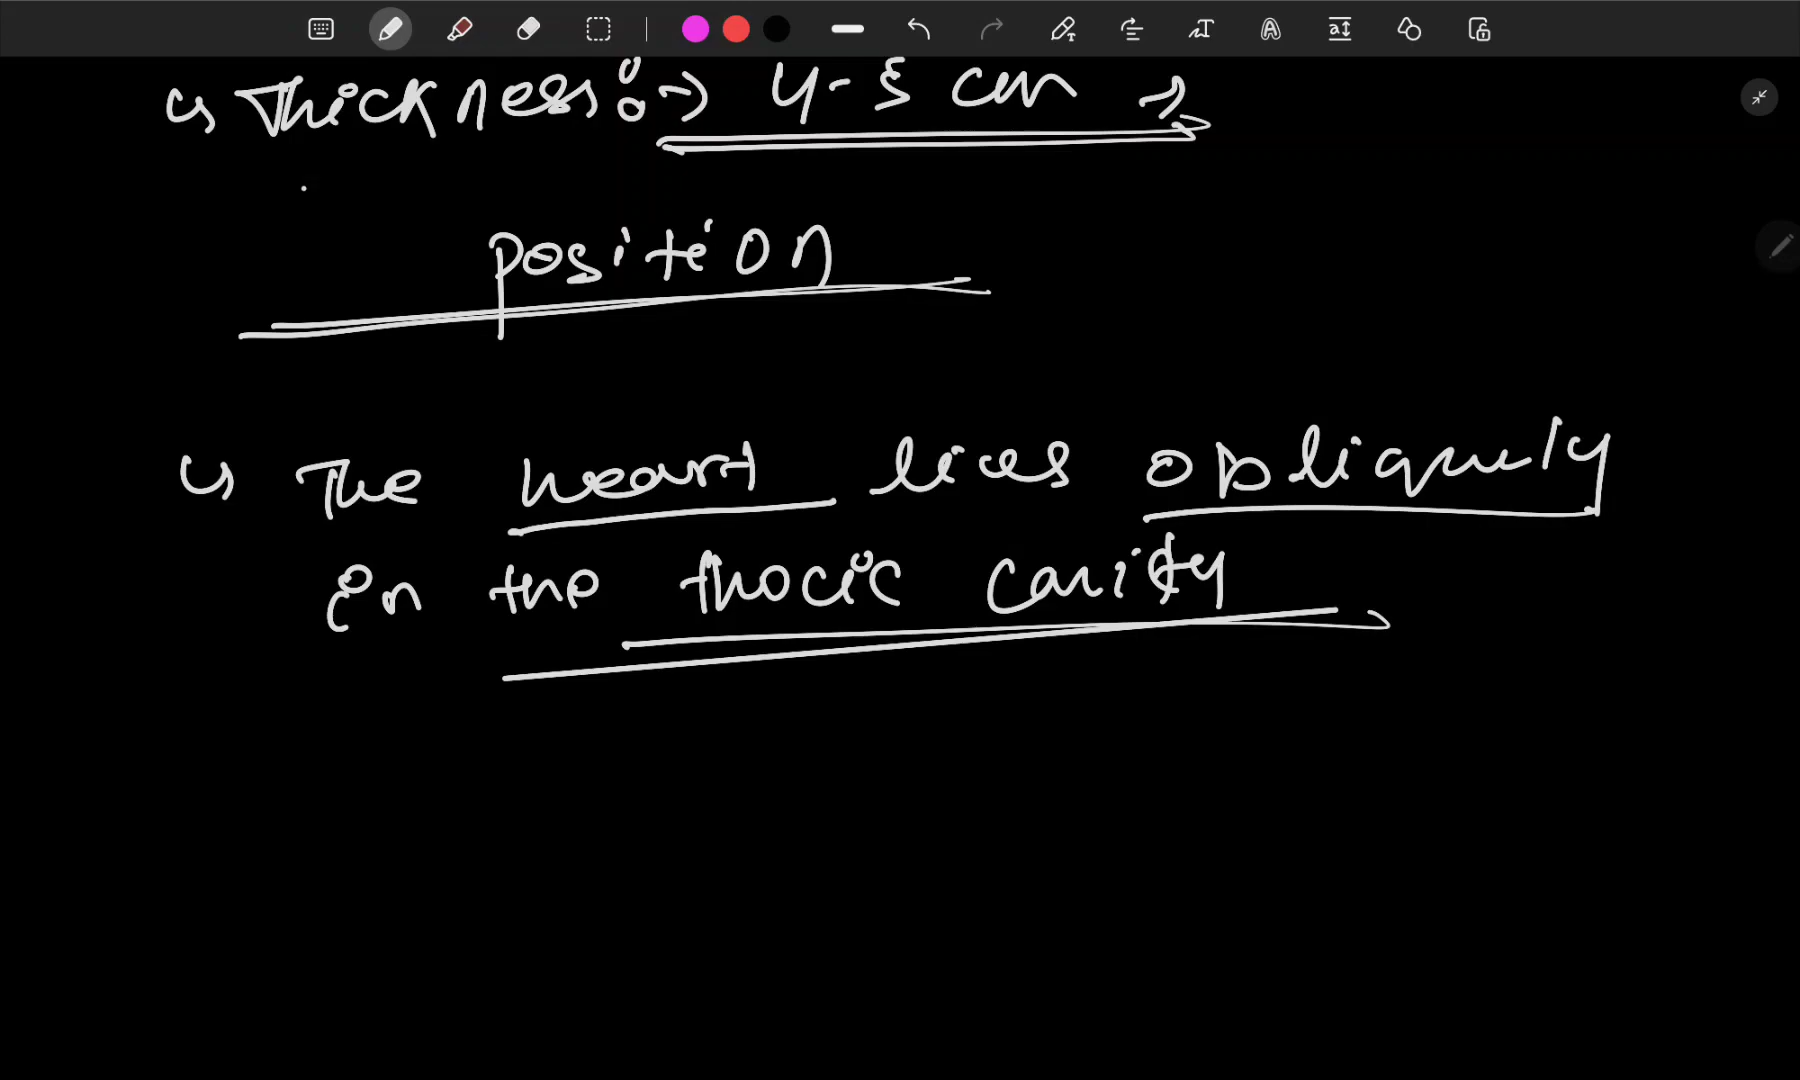 ↳ Thickness :→ 4-5 cm →
position
↳ The heart lies obliquely
in the thocic cavity